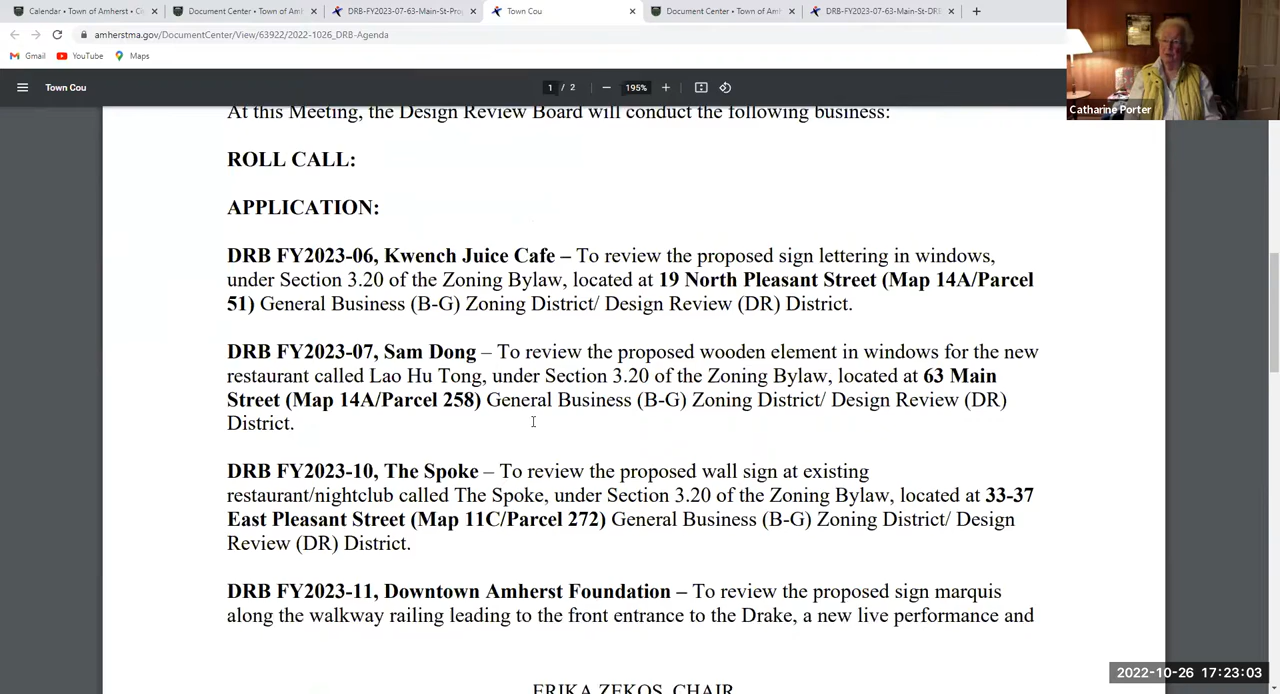 Calendar • Town of Amherst • Ci
Document Center • Town of Amh
DRB-FY2023-07-63-Main-St-Pro
Town Cou
Document Center • Town of Amh
DRB-FY2023-07-63-Main-St-DRB
amherstma.gov/DocumentCenter/View/63922/2022-1026_DRB-Agenda
Gmail YouTube Maps
Town Cou 1 / 2 195%
Catharine Porter
At this Meeting, the Design Review Board will conduct the following business:
ROLL CALL:
APPLICATION:
DRB FY2023-06, Kwench Juice Cafe – To review the proposed sign lettering in windows,
under Section 3.20 of the Zoning Bylaw, located at 19 North Pleasant Street (Map 14A/Parcel
51) General Business (B-G) Zoning District/ Design Review (DR) District.
DRB FY2023-07, Sam Dong – To review the proposed wooden element in windows for the new
restaurant called Lao Hu Tong, under Section 3.20 of the Zoning Bylaw, located at 63 Main
Street (Map 14A/Parcel 258) General Business (B-G) Zoning District/ Design Review (DR)
District.
DRB FY2023-10, The Spoke – To review the proposed wall sign at existing
restaurant/nightclub called The Spoke, under Section 3.20 of the Zoning Bylaw, located at 33-37
East Pleasant Street (Map 11C/Parcel 272) General Business (B-G) Zoning District/ Design
Review (DR) District.
DRB FY2023-11, Downtown Amherst Foundation – To review the proposed sign marquis
along the walkway railing leading to the front entrance to the Drake, a new live performance and
ERIKA ZEKOS, CHAIR
2022-10-26 17:23:03